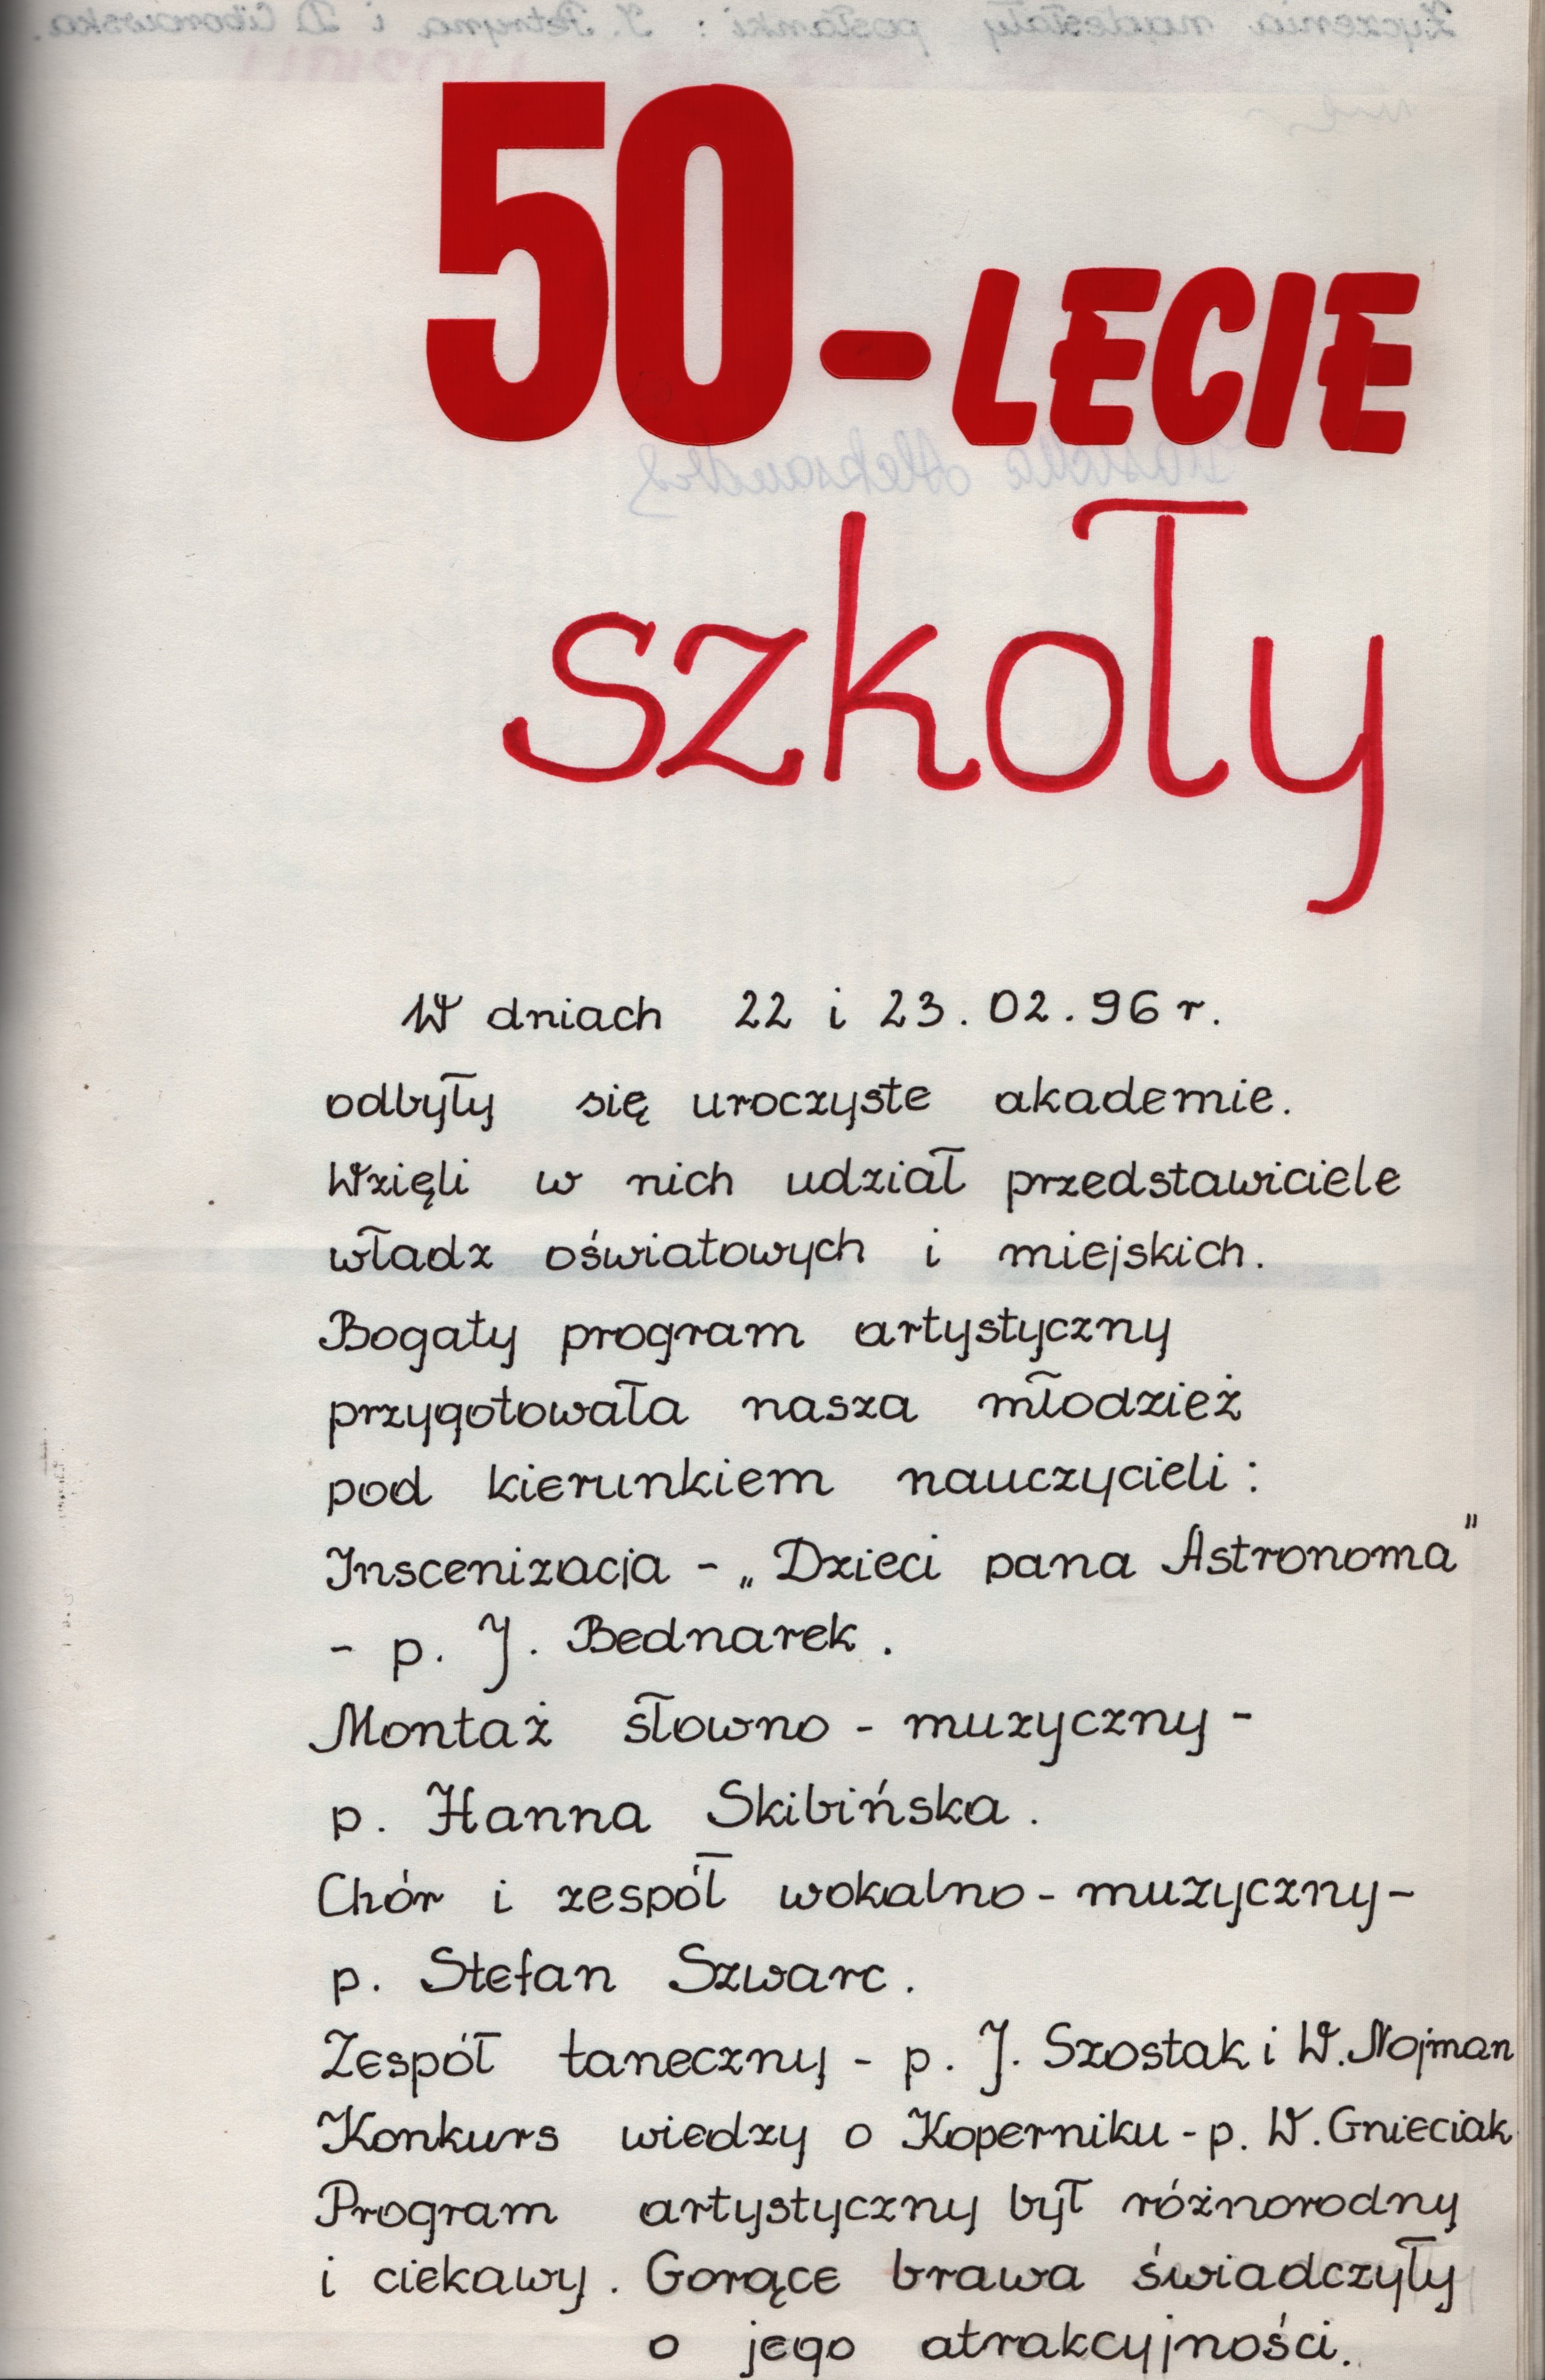 50-LECIE
szkoły
W dniach 22 i 23.02.96 r.
odbyły się uroczyste akademie.
Wzięli w nich udział przedstawiciele
władz oświatowych i miejskich.
Bogaty program artystyczny
przygotowała nasza młodzież
pod kierunkiem nauczycieli:
Inscenizacja - „Dzieci pana Astronoma"
- p. J. Bednarek.
Montaż słowno - muzyczny -
p. Hanna Skibińska.
Chór i zespół wokalno - muzyczny -
p. Stefan Szwarc.
Zespół taneczny - p. J. Szostak i W. Nojman
Konkurs wiedzy o Koperniku - p. W. Gnieciak
Program artystyczny był różnorodny
i ciekawy. Gorące brawa świadczyły
o jego atrakcyjności.